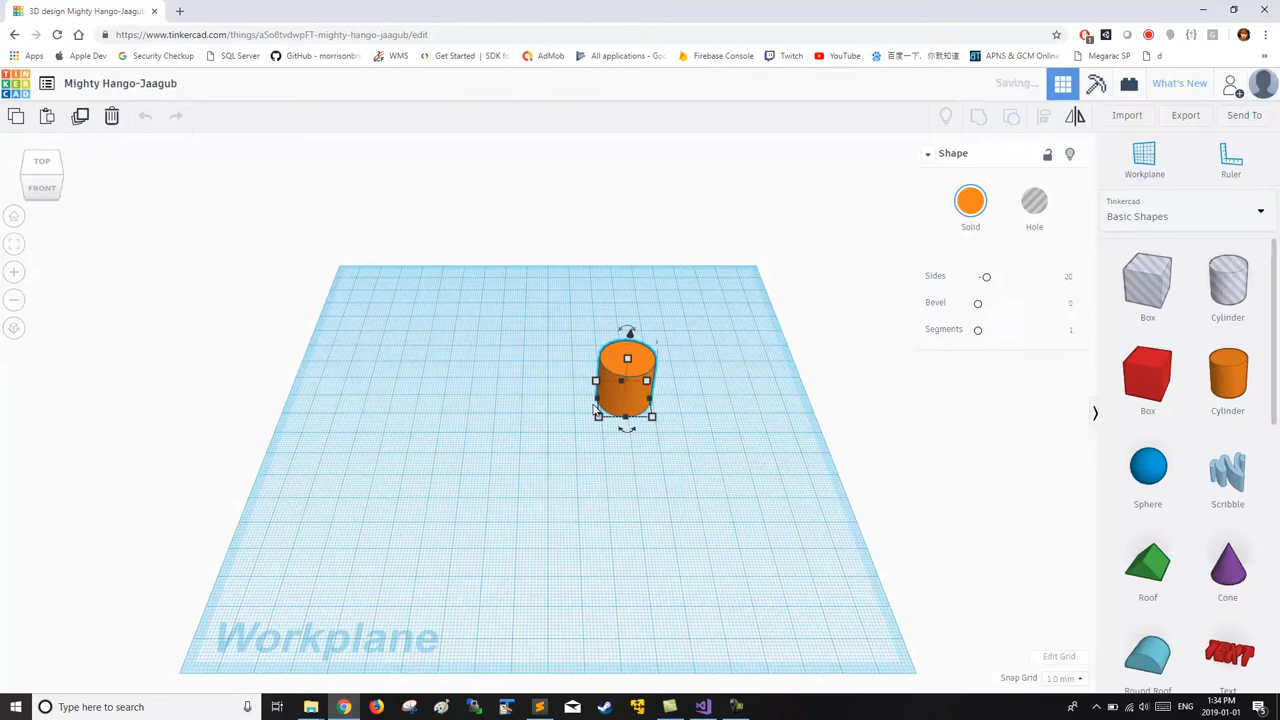 3D design Mighty Hango-Jaagub
https://www.tinkercad.com/things/aSo8tvdwpFT-mighty-hango-jaagub/edit
Apps Apple Dev Security Checkup SQL Server GitHub - morrisonbr... WMS Get Started | SDK fo AdMob All applications - goo Firebase Console Twitch YouTube 百度一下，你就知道 APNS & GCM Online Megarac SP d »
TIN KER CAD Mighty Hango-Jaagub Saving... What's New
Import Export Send To
TOP
FRONT
Shape
Solid Hole
Sides 20
Bevel 0
Segments 1
Workplane Ruler
Tinkercad
Basic Shapes
Box Cylinder
Box Cylinder
Sphere Scribble
Roof Cone
TEXT
Round Roof Text
Workplane
Edit Grid
Snap Grid 1.0 mm
Type here to search
ENG
1:34 PM
2019-01-01